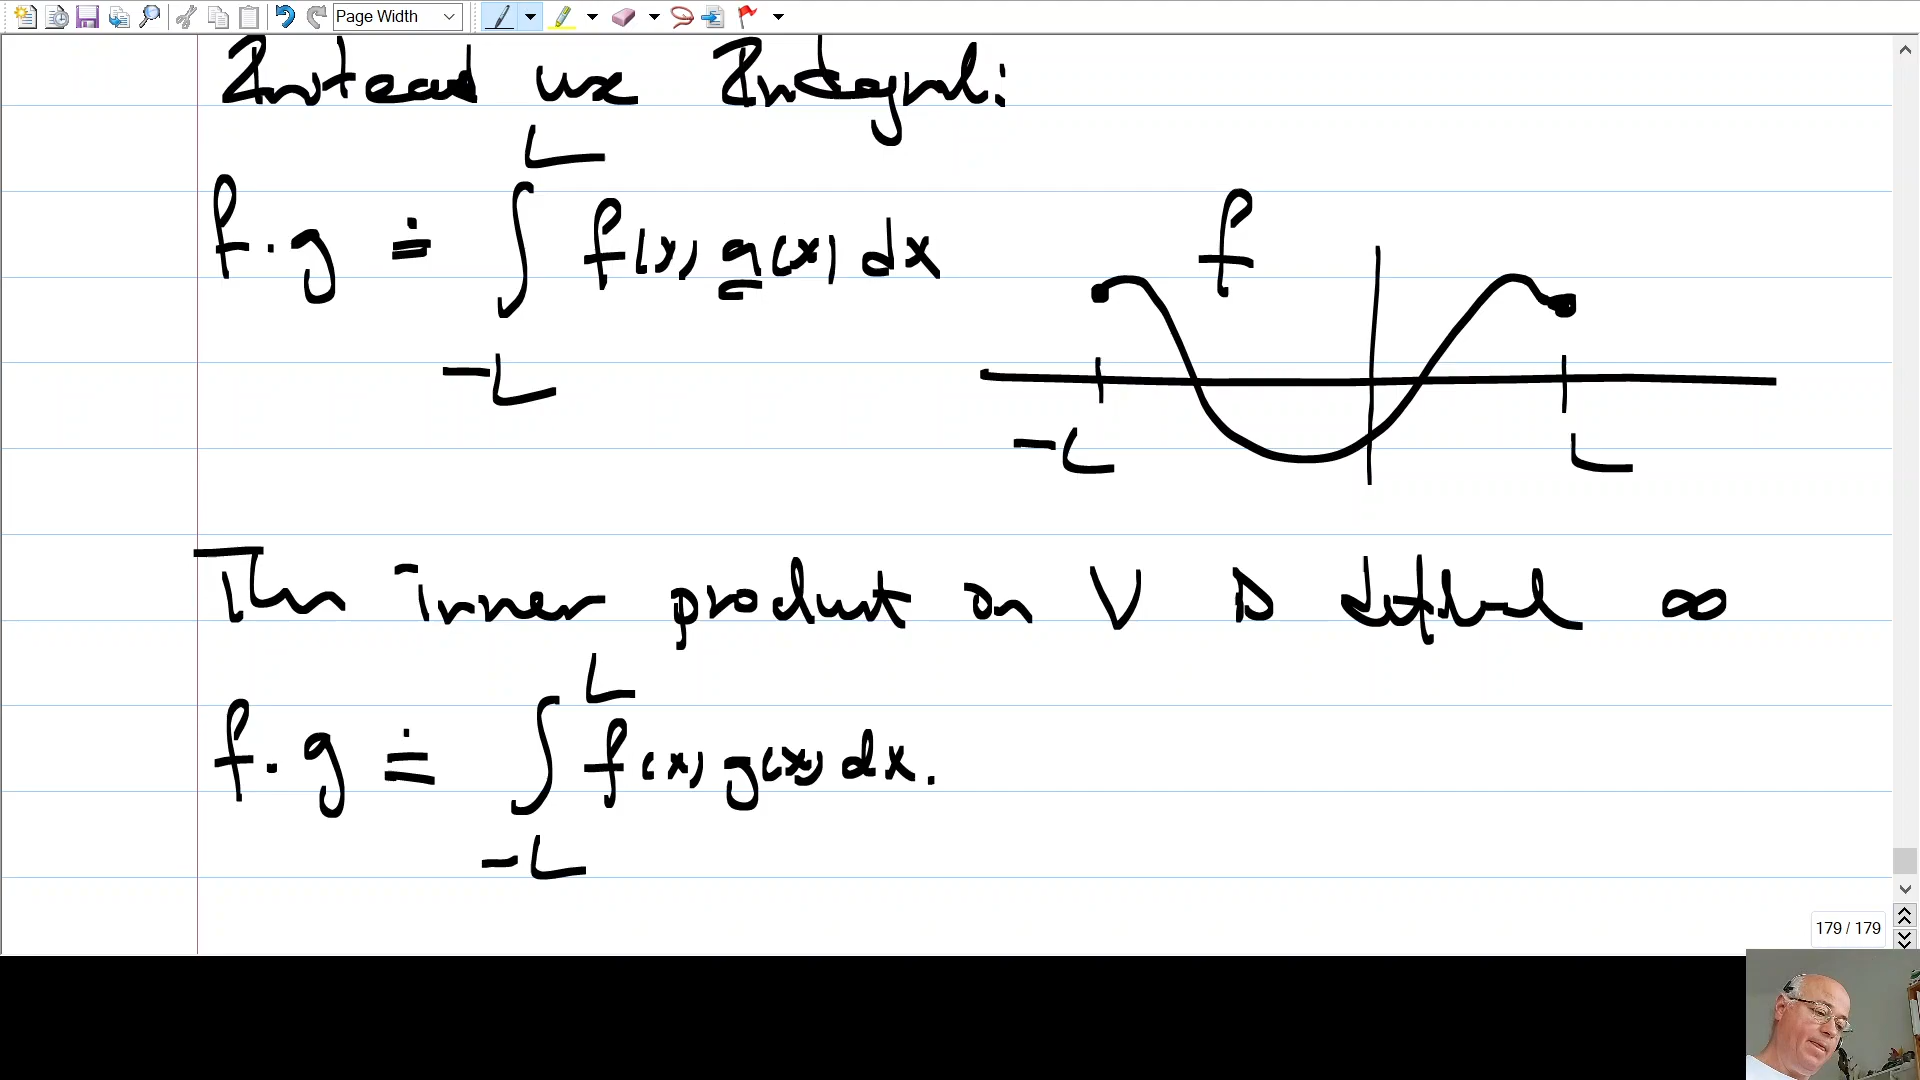 Page Width
Instead use Integral:
L
f · g ≐ ∫ f(x) g(x) dx
-L
f
-L L
The inner product on V is defined as
L
f · g ≐ ∫ f(x) g(x) dx.
-L
179 / 179